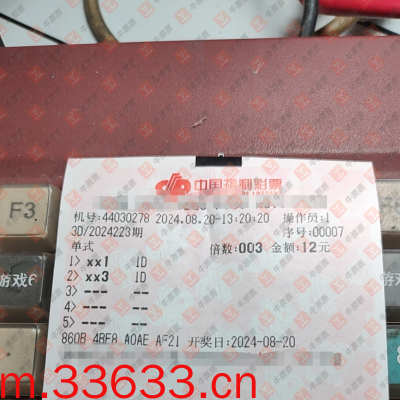 中国福利彩票
机号:44030278 2024.08.20-13:20:20 操作员:1
3D/2024223期 序号:00007
单式 倍数:003 金额:12元
1> xx1 1D
2> xx3 1D
3> --- ---
4> --- ---
5> --- ---
860B 4BF8 A0AE AF21 开奖日:2024-08-20
F3
游戏6
m.33633.cn